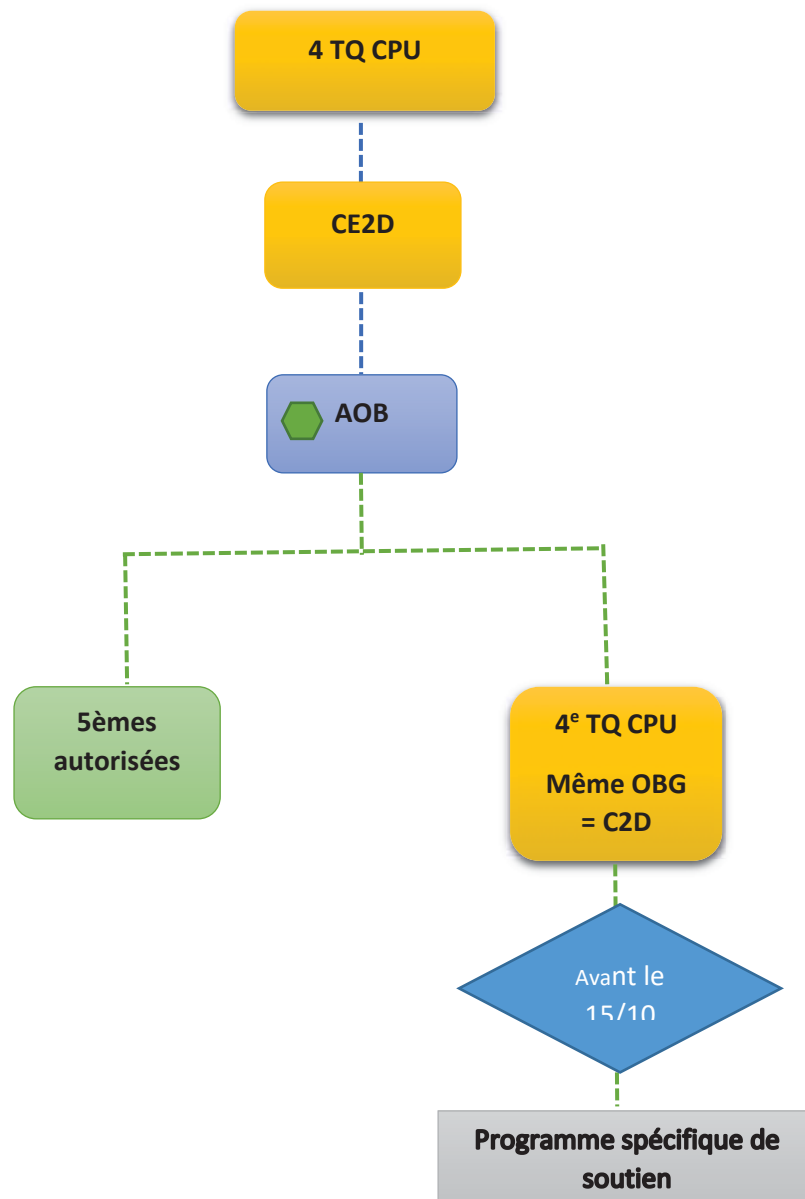 4 TQ CPU
CE2D
AOB
5èmes
autorisées
4e TQ CPU
Même OBG
= C2D
Avant le
15/10
Programme spécifique de
soutien